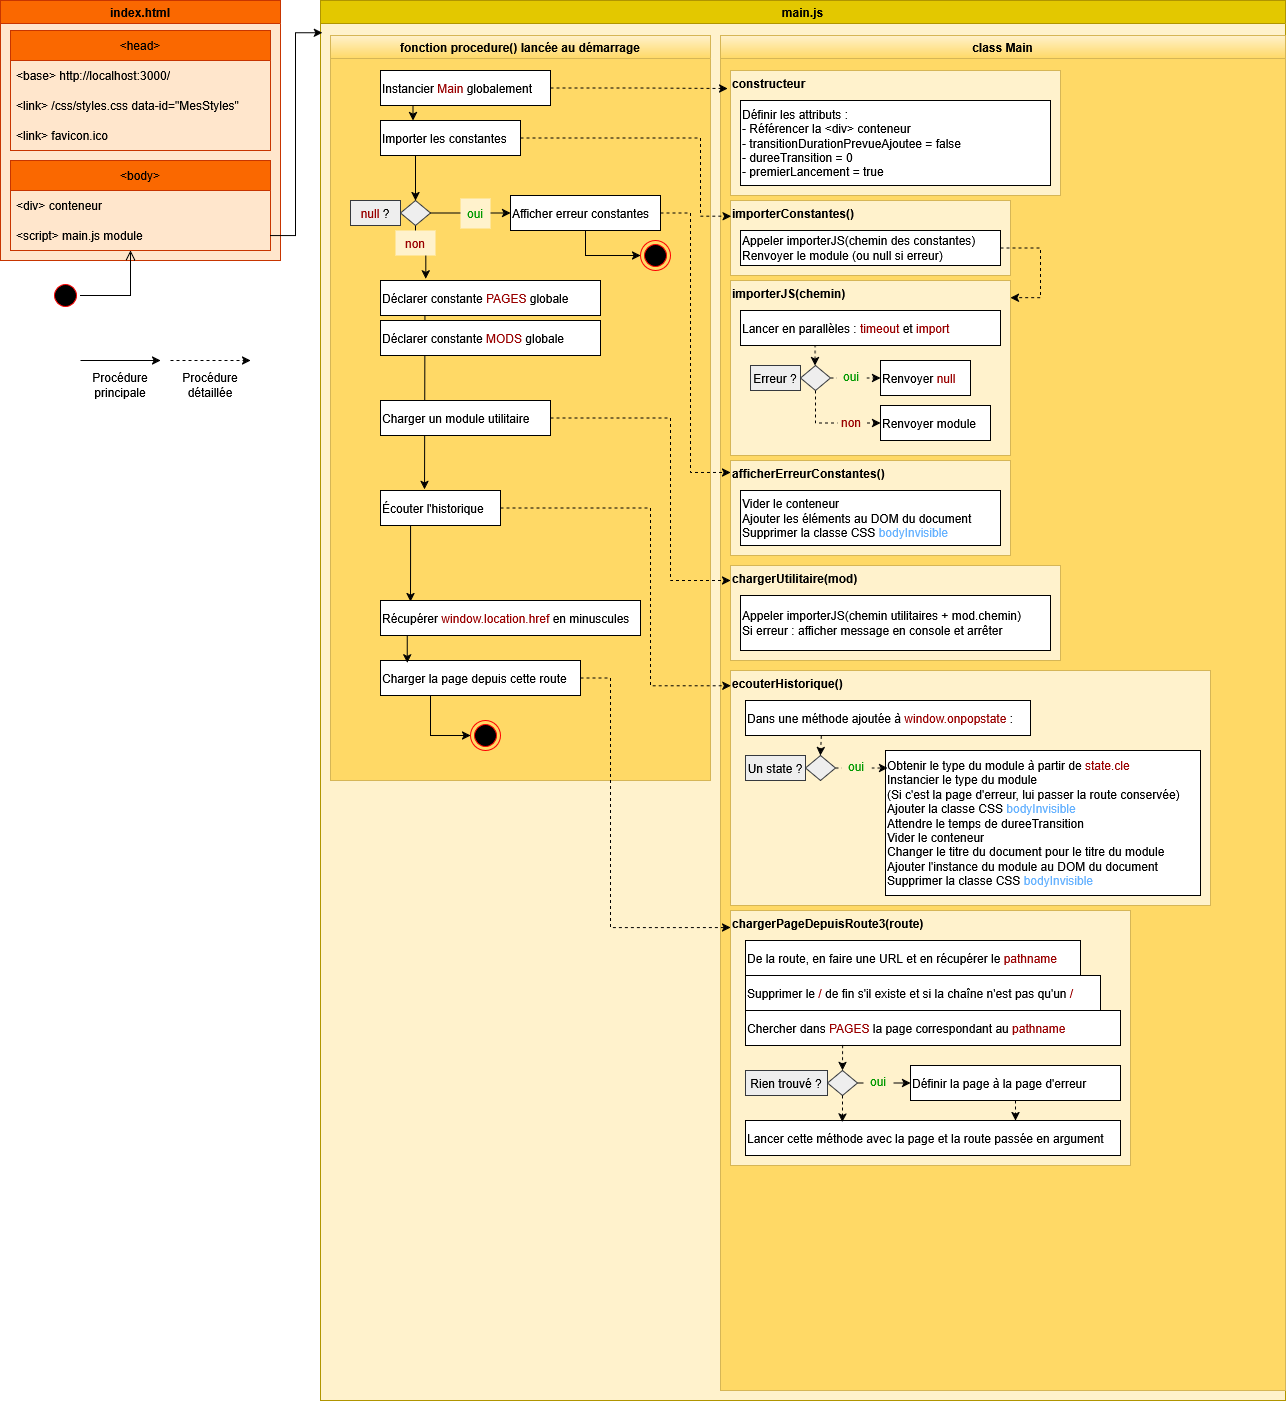 index.html
<head>
<base> http://localhost:3000/
<link> /css/styles.css data-id="MesStyles"
<link> favicon.ico
<body>
<div> conteneur
<script> main.js module
Procédure
principale
Procédure
détaillée
main.js
fonction procedure() lancée au démarrage
Instancier Main globalement
Importer les constantes
null ?
oui
Afficher erreur constantes
non
Déclarer constante PAGES globale
Déclarer constante MODS globale
Charger un module utilitaire
Écouter l'historique
Récupérer window.location.href en minuscules
Charger la page depuis cette route
class Main
constructeur
Définir les attributs :
- Référencer la <div> conteneur
- transitionDurationPrevueAjoutee = false
- dureeTransition = 0
- premierLancement = true
importerConstantes()
Appeler importerJS(chemin des constantes)
Renvoyer le module (ou null si erreur)
importerJS(chemin)
Lancer en parallèles : timeout et import
Erreur ?
oui
Renvoyer null
non
Renvoyer module
afficherErreurConstantes()
Vider le conteneur
Ajouter les éléments au DOM du document
Supprimer la classe CSS bodyInvisible
chargerUtilitaire(mod)
Appeler importerJS(chemin utilitaires + mod.chemin)
Si erreur : afficher message en console et arrêter
ecouterHistorique()
Dans une méthode ajoutée à window.onpopstate :
Un state ?
oui
Obtenir le type du module à partir de state.cle
Instancier le type du module
(Si c'est la page d'erreur, lui passer la route conservée)
Ajouter la classe CSS bodyInvisible
Attendre le temps de dureeTransition
Vider le conteneur
Changer le titre du document pour le titre du module
Ajouter l'instance du module au DOM du document
Supprimer la classe CSS bodyInvisible
chargerPageDepuisRoute3(route)
De la route, en faire une URL et en récupérer le pathname
Supprimer le / de fin s'il existe et si la chaîne n'est pas qu'un /
Chercher dans PAGES la page correspondant au pathname
Rien trouvé ?
oui
Définir la page à la page d'erreur
Lancer cette méthode avec la page et la route passée en argument